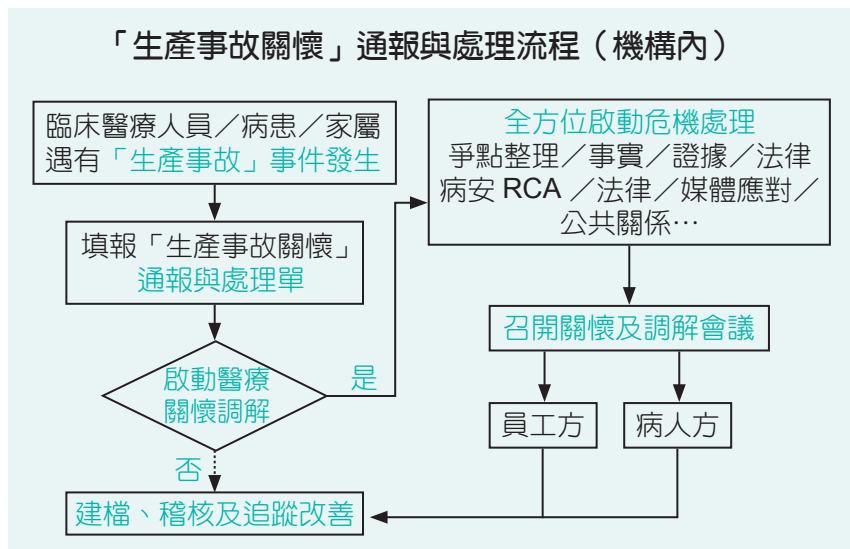 「生產事故關懷」通報與處理流程（機構內）
臨床醫療人員／病患／家屬
遇有「生產事故」事件發生
填報「生產事故關懷」
通報與處理單
啟動醫療
關懷調解
是
否
全方位啟動危機處理
爭點整理／事實／證據／法律
病安 RCA ／法律／媒體應對／
公共關係…
召開關懷及調解會議
員工方
病人方
建檔、稽核及追蹤改善